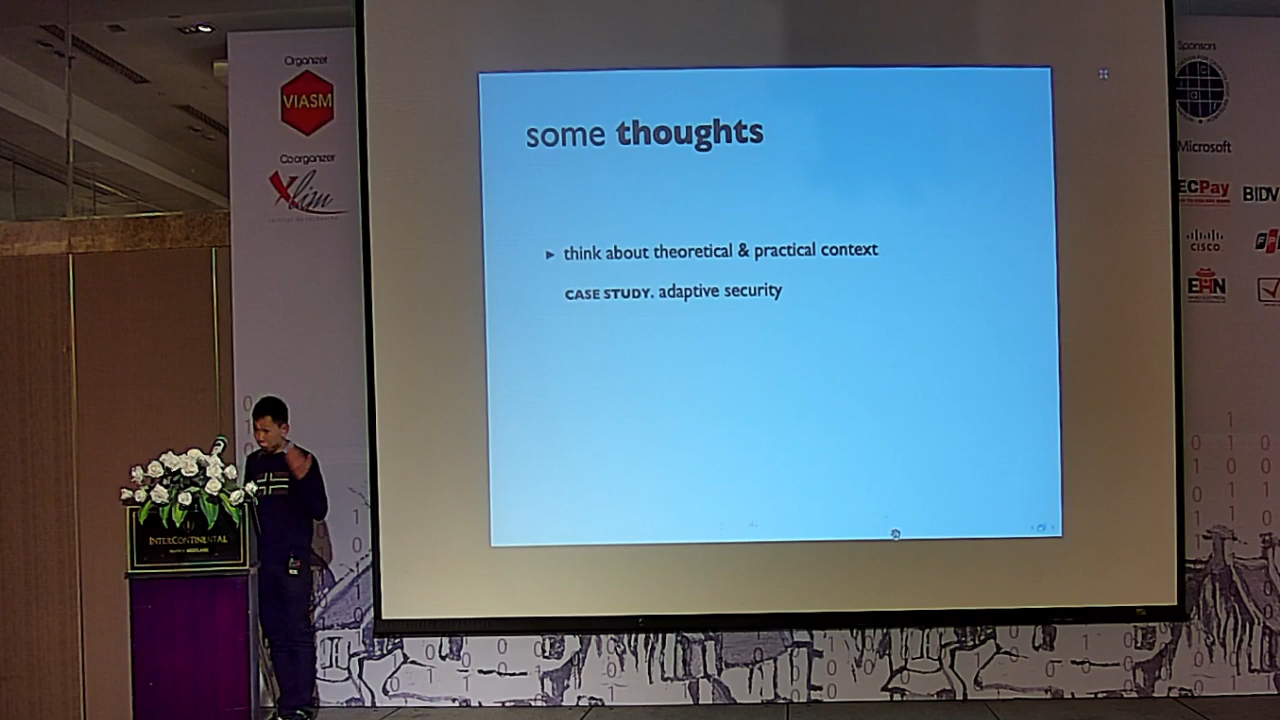 Organizer
VIASM
Coorganizer
Xlim
some thoughts
▸ think about theoretical & practical context
CASE STUDY. adaptive security
INTERCONTINENTAL
Sponsors
Microsoft
ECPay
BIDV
CISCO